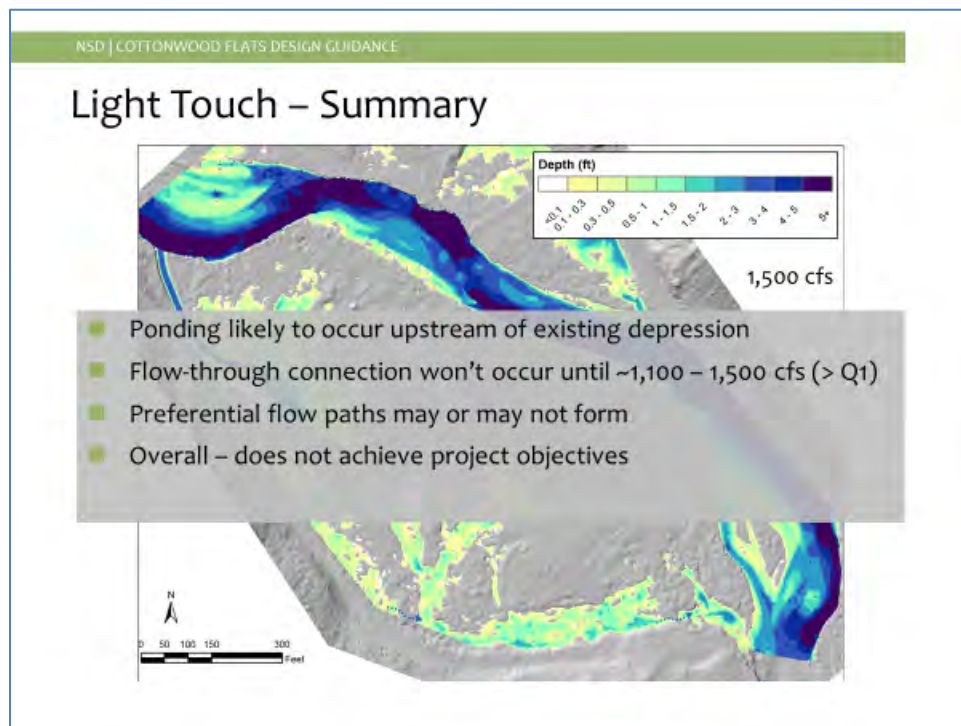 NSD | COTTONWOOD FLATS DESIGN GUIDANCE
Light Touch – Summary
Depth (ft)
<0.1
0.1 - 0.3
0.3 - 0.5
0.5 - 1
1 - 1.5
1.5 - 2
2 - 3
3 - 4
4 - 5
5+
1,500 cfs
Ponding likely to occur upstream of existing depression
Flow-through connection won't occur until ~1,100 – 1,500 cfs (> Q1)
Preferential flow paths may or may not form
Overall – does not achieve project objectives
N
0 50 100 150 300
Feet